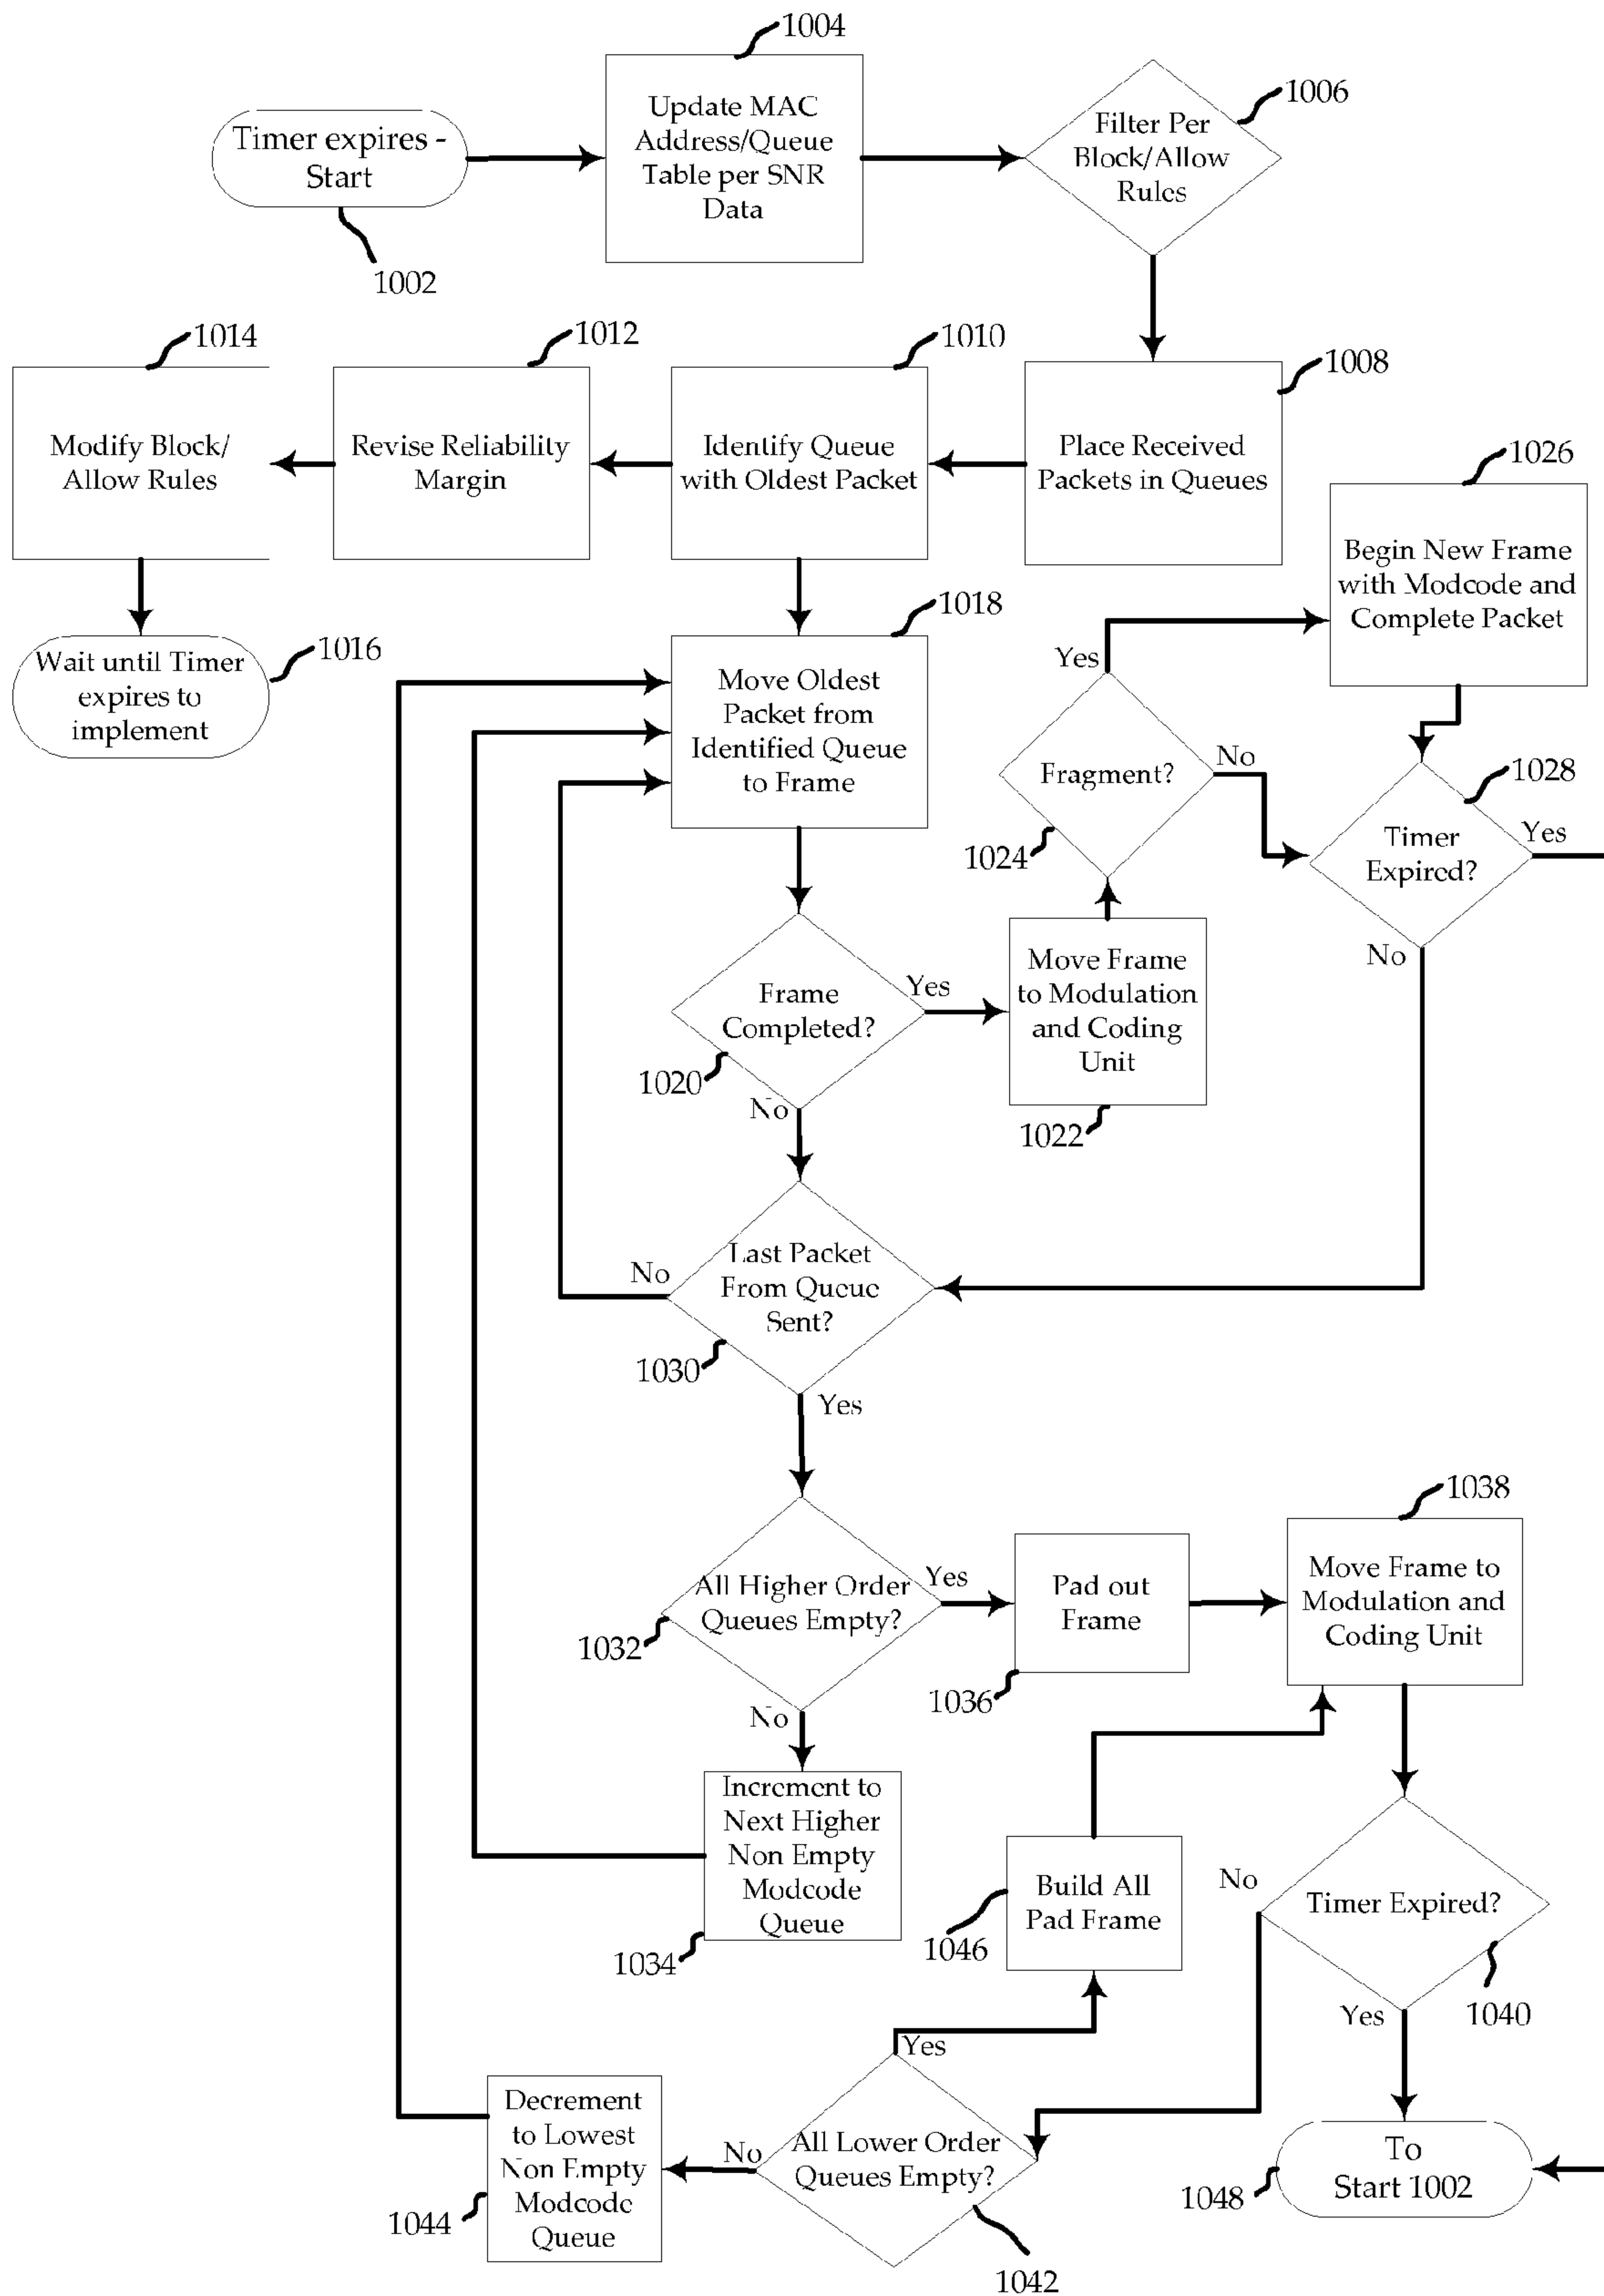 1004
Timer expires -
Start
1002
Update MAC
Address/Queue
Table per SNR
Data
1006
Filter Per
Block/Allow
Rules
1014
Modify Block/
Allow Rules
1012
Revise Reliability
Margin
1010
Identify Queue
with Oldest Packet
1008
Place Received
Packets in Queues
1026
Begin New Frame
with Modcode and
Complete Packet
1016
Wait until Timer
expires to
implement
1018
Move Oldest
Packet from
Identified Queue
to Frame
Yes
Fragment?
No
1024
1028
Timer
Expired?
Yes
No
Frame
Completed?
Yes
1020
No
Move Frame
to Modulation
and Coding
Unit
1022
Last Packet
From Queue
Sent?
No
1030
Yes
All Higher Order
Queues Empty?
Yes
1032
No
Pad out
Frame
1036
1038
Move Frame to
Modulation and
Coding Unit
Increment to
Next Higher
Non Empty
Modcode
Queue
1034
Build All
Pad Frame
1046
No
Timer Expired?
1040
Yes
Decrement
to Lowest
Non Empty
Modcode
Queue
1044
Yes
No
All Lower Order
Queues Empty?
1042
To
Start 1002
1048